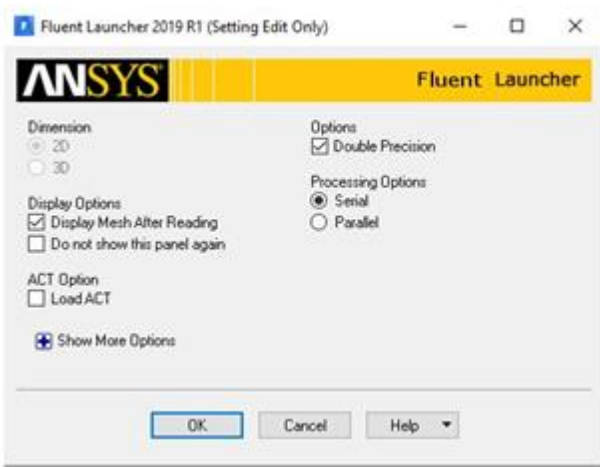 Fluent Launcher 2019 R1 (Setting Edit Only)
ANSYS
Fluent Launcher
Dimension
2D
3D
Display Options
Display Mesh After Reading
Do not show this panel again
ACT Option
Load ACT
Show More Options
Options
Double Precision
Processing Options
Serial
Parallel
OK
Cancel
Help